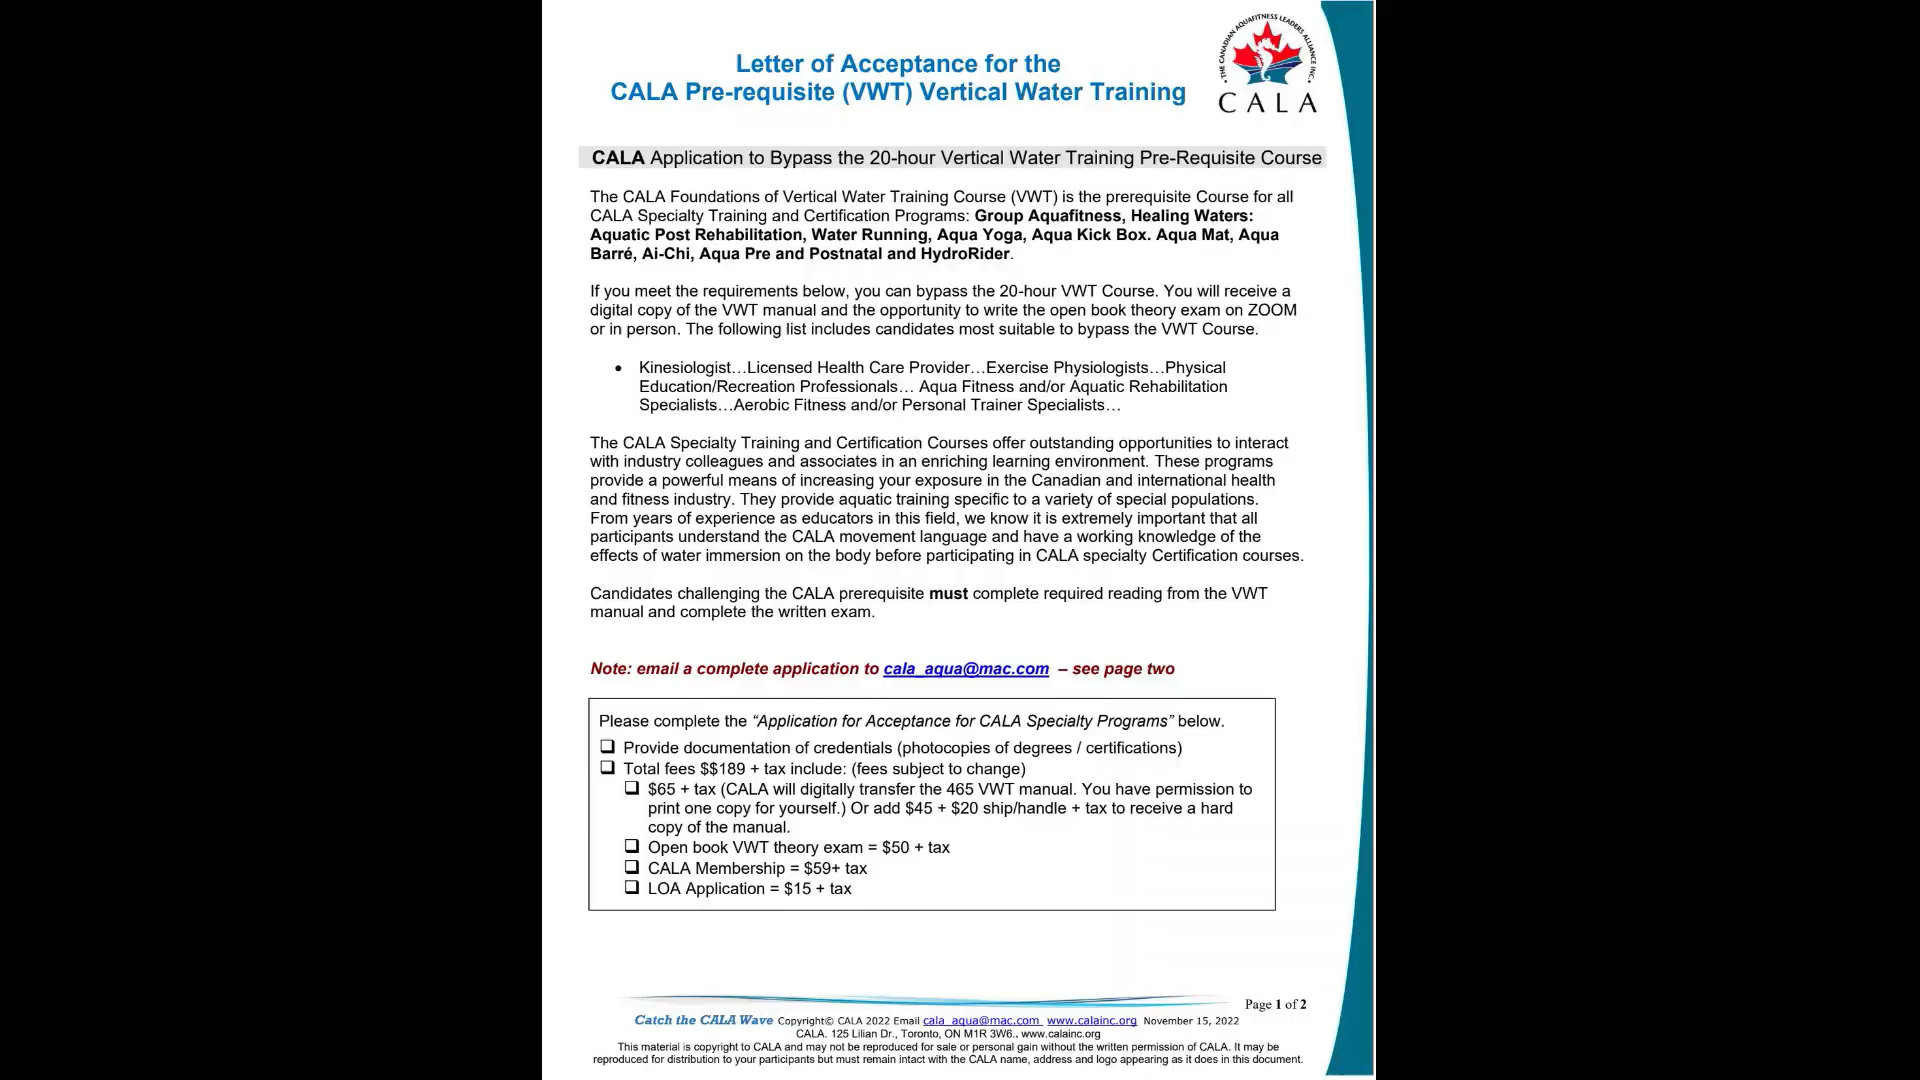 Letter of Acceptance for the
CALA Pre-requisite (VWT) Vertical Water Training
THE CANADIAN AQUAFITNESS LEADERS ALLIANCE INC.
CALA
CALA Application to Bypass the 20-hour Vertical Water Training Pre-Requisite Course
The CALA Foundations of Vertical Water Training Course (VWT) is the prerequisite Course for all
CALA Specialty Training and Certification Programs: Group Aquafitness, Healing Waters:
Aquatic Post Rehabilitation, Water Running, Aqua Yoga, Aqua Kick Box. Aqua Mat, Aqua
Barré, Ai-Chi, Aqua Pre and Postnatal and HydroRider.
If you meet the requirements below, you can bypass the 20-hour VWT Course. You will receive a
digital copy of the VWT manual and the opportunity to write the open book theory exam on ZOOM
or in person. The following list includes candidates most suitable to bypass the VWT Course.
• Kinesiologist…Licensed Health Care Provider…Exercise Physiologists…Physical
Education/Recreation Professionals… Aqua Fitness and/or Aquatic Rehabilitation
Specialists…Aerobic Fitness and/or Personal Trainer Specialists…
The CALA Specialty Training and Certification Courses offer outstanding opportunities to interact
with industry colleagues and associates in an enriching learning environment. These programs
provide a powerful means of increasing your exposure in the Canadian and international health
and fitness industry. They provide aquatic training specific to a variety of special populations.
From years of experience as educators in this field, we know it is extremely important that all
participants understand the CALA movement language and have a working knowledge of the
effects of water immersion on the body before participating in CALA specialty Certification courses.
Candidates challenging the CALA prerequisite must complete required reading from the VWT
manual and complete the written exam.
Note: email a complete application to cala_aqua@mac.com – see page two
Please complete the “Application for Acceptance for CALA Specialty Programs” below.
❑ Provide documentation of credentials (photocopies of degrees / certifications)
❑ Total fees $$189 + tax include: (fees subject to change)
❑ $65 + tax (CALA will digitally transfer the 465 VWT manual. You have permission to
print one copy for yourself.) Or add $45 + $20 ship/handle + tax to receive a hard
copy of the manual.
❑ Open book VWT theory exam = $50 + tax
❑ CALA Membership = $59+ tax
❑ LOA Application = $15 + tax
Page 1 of 2
Catch the CALA Wave Copyright© CALA 2022 Email cala_aqua@mac.com www.calainc.org November 15, 2022
CALA. 125 Lilian Dr., Toronto, ON M1R 3W6.. www.calainc.org
This material is copyright to CALA and may not be reproduced for sale or personal gain without the written permission of CALA. It may be
reproduced for distribution to your participants but must remain intact with the CALA name, address and logo appearing as it does in this document.